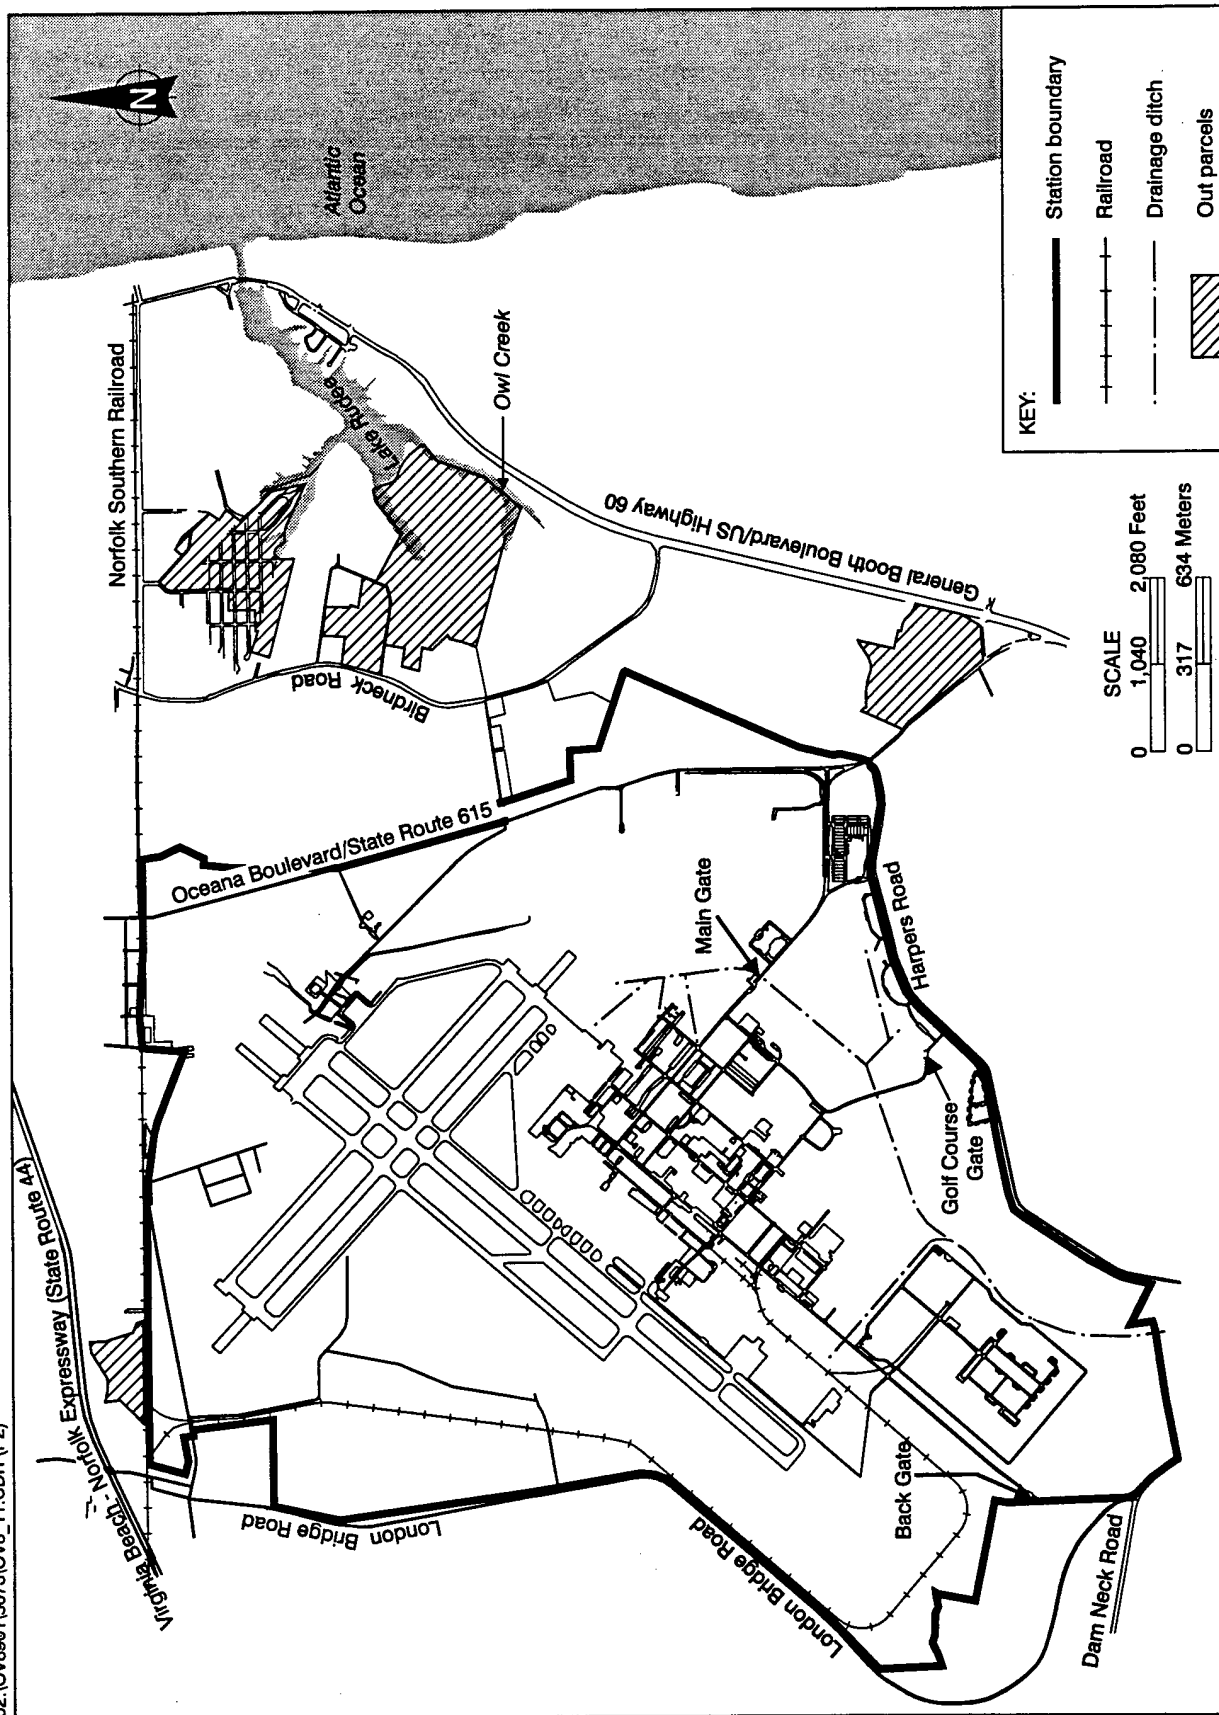 Virginia Beach - Norfolk Expressway (State Route 44)
Norfolk Southern Railroad
N
Atlantic
Ocean
Lake Rudee
Owl Creek
Birdneck Road
General Booth Boulevard/US Highway 60
Oceana Boulevard/State Route 615
Main Gate
Harpers Road
Golf Course
Gate
London
Bridge Road
London Bridge Road
Back Gate
Dam Neck Road
SCALE
0 1,040 2,080 Feet
0 317 634 Meters
KEY:
Station boundary
Railroad
Drainage ditch
Out parcels